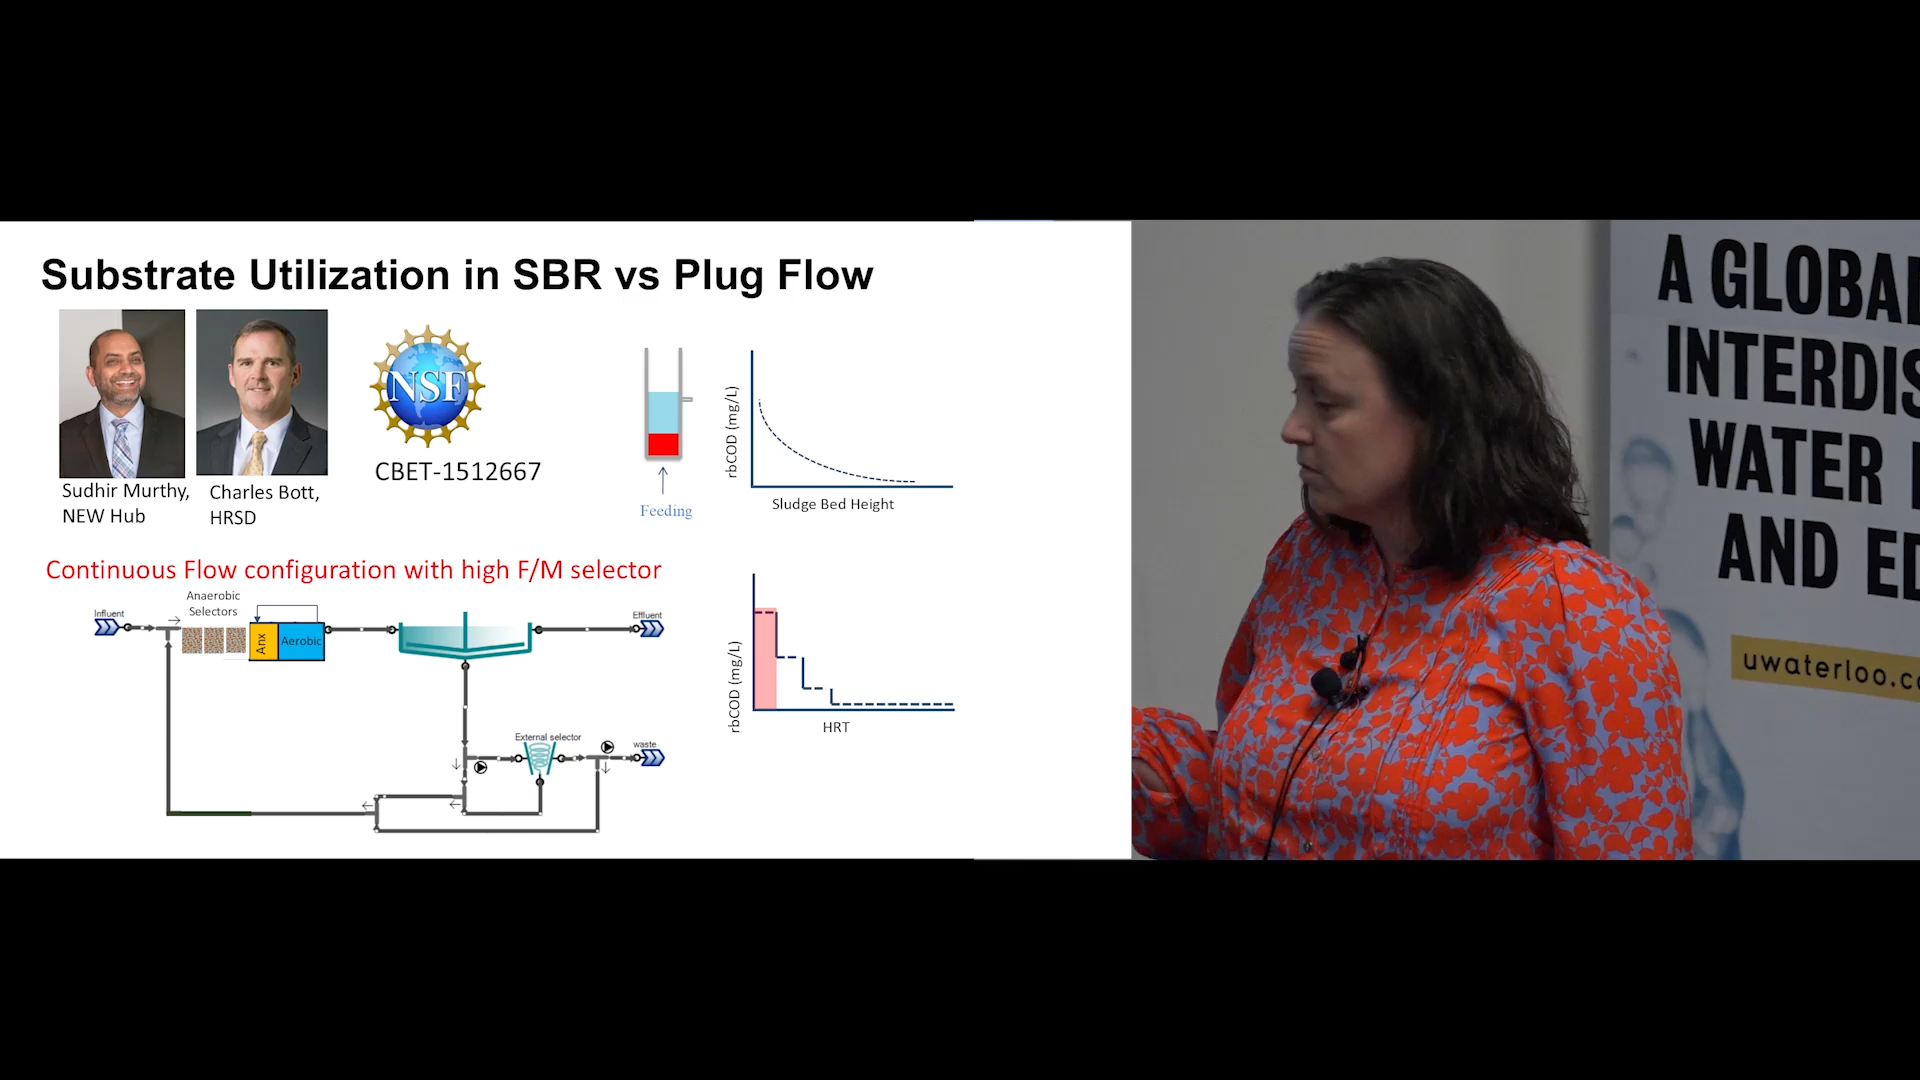 Substrate Utilization in SBR vs Plug Flow
NSF
CBET-1512667
Sudhir Murthy,
NEW Hub
Charles Bott,
HRSD
Feeding
rbCOD (mg/L)
Sludge Bed Height
Continuous Flow configuration with high F/M selector
Influent
Anaerobic
Selectors
Anx
Aerobic
Effluent
External selector
waste
rbCOD (mg/L)
HRT
A GLOBAL
INTERDIS
WATER
AND ED
uwaterloo.c